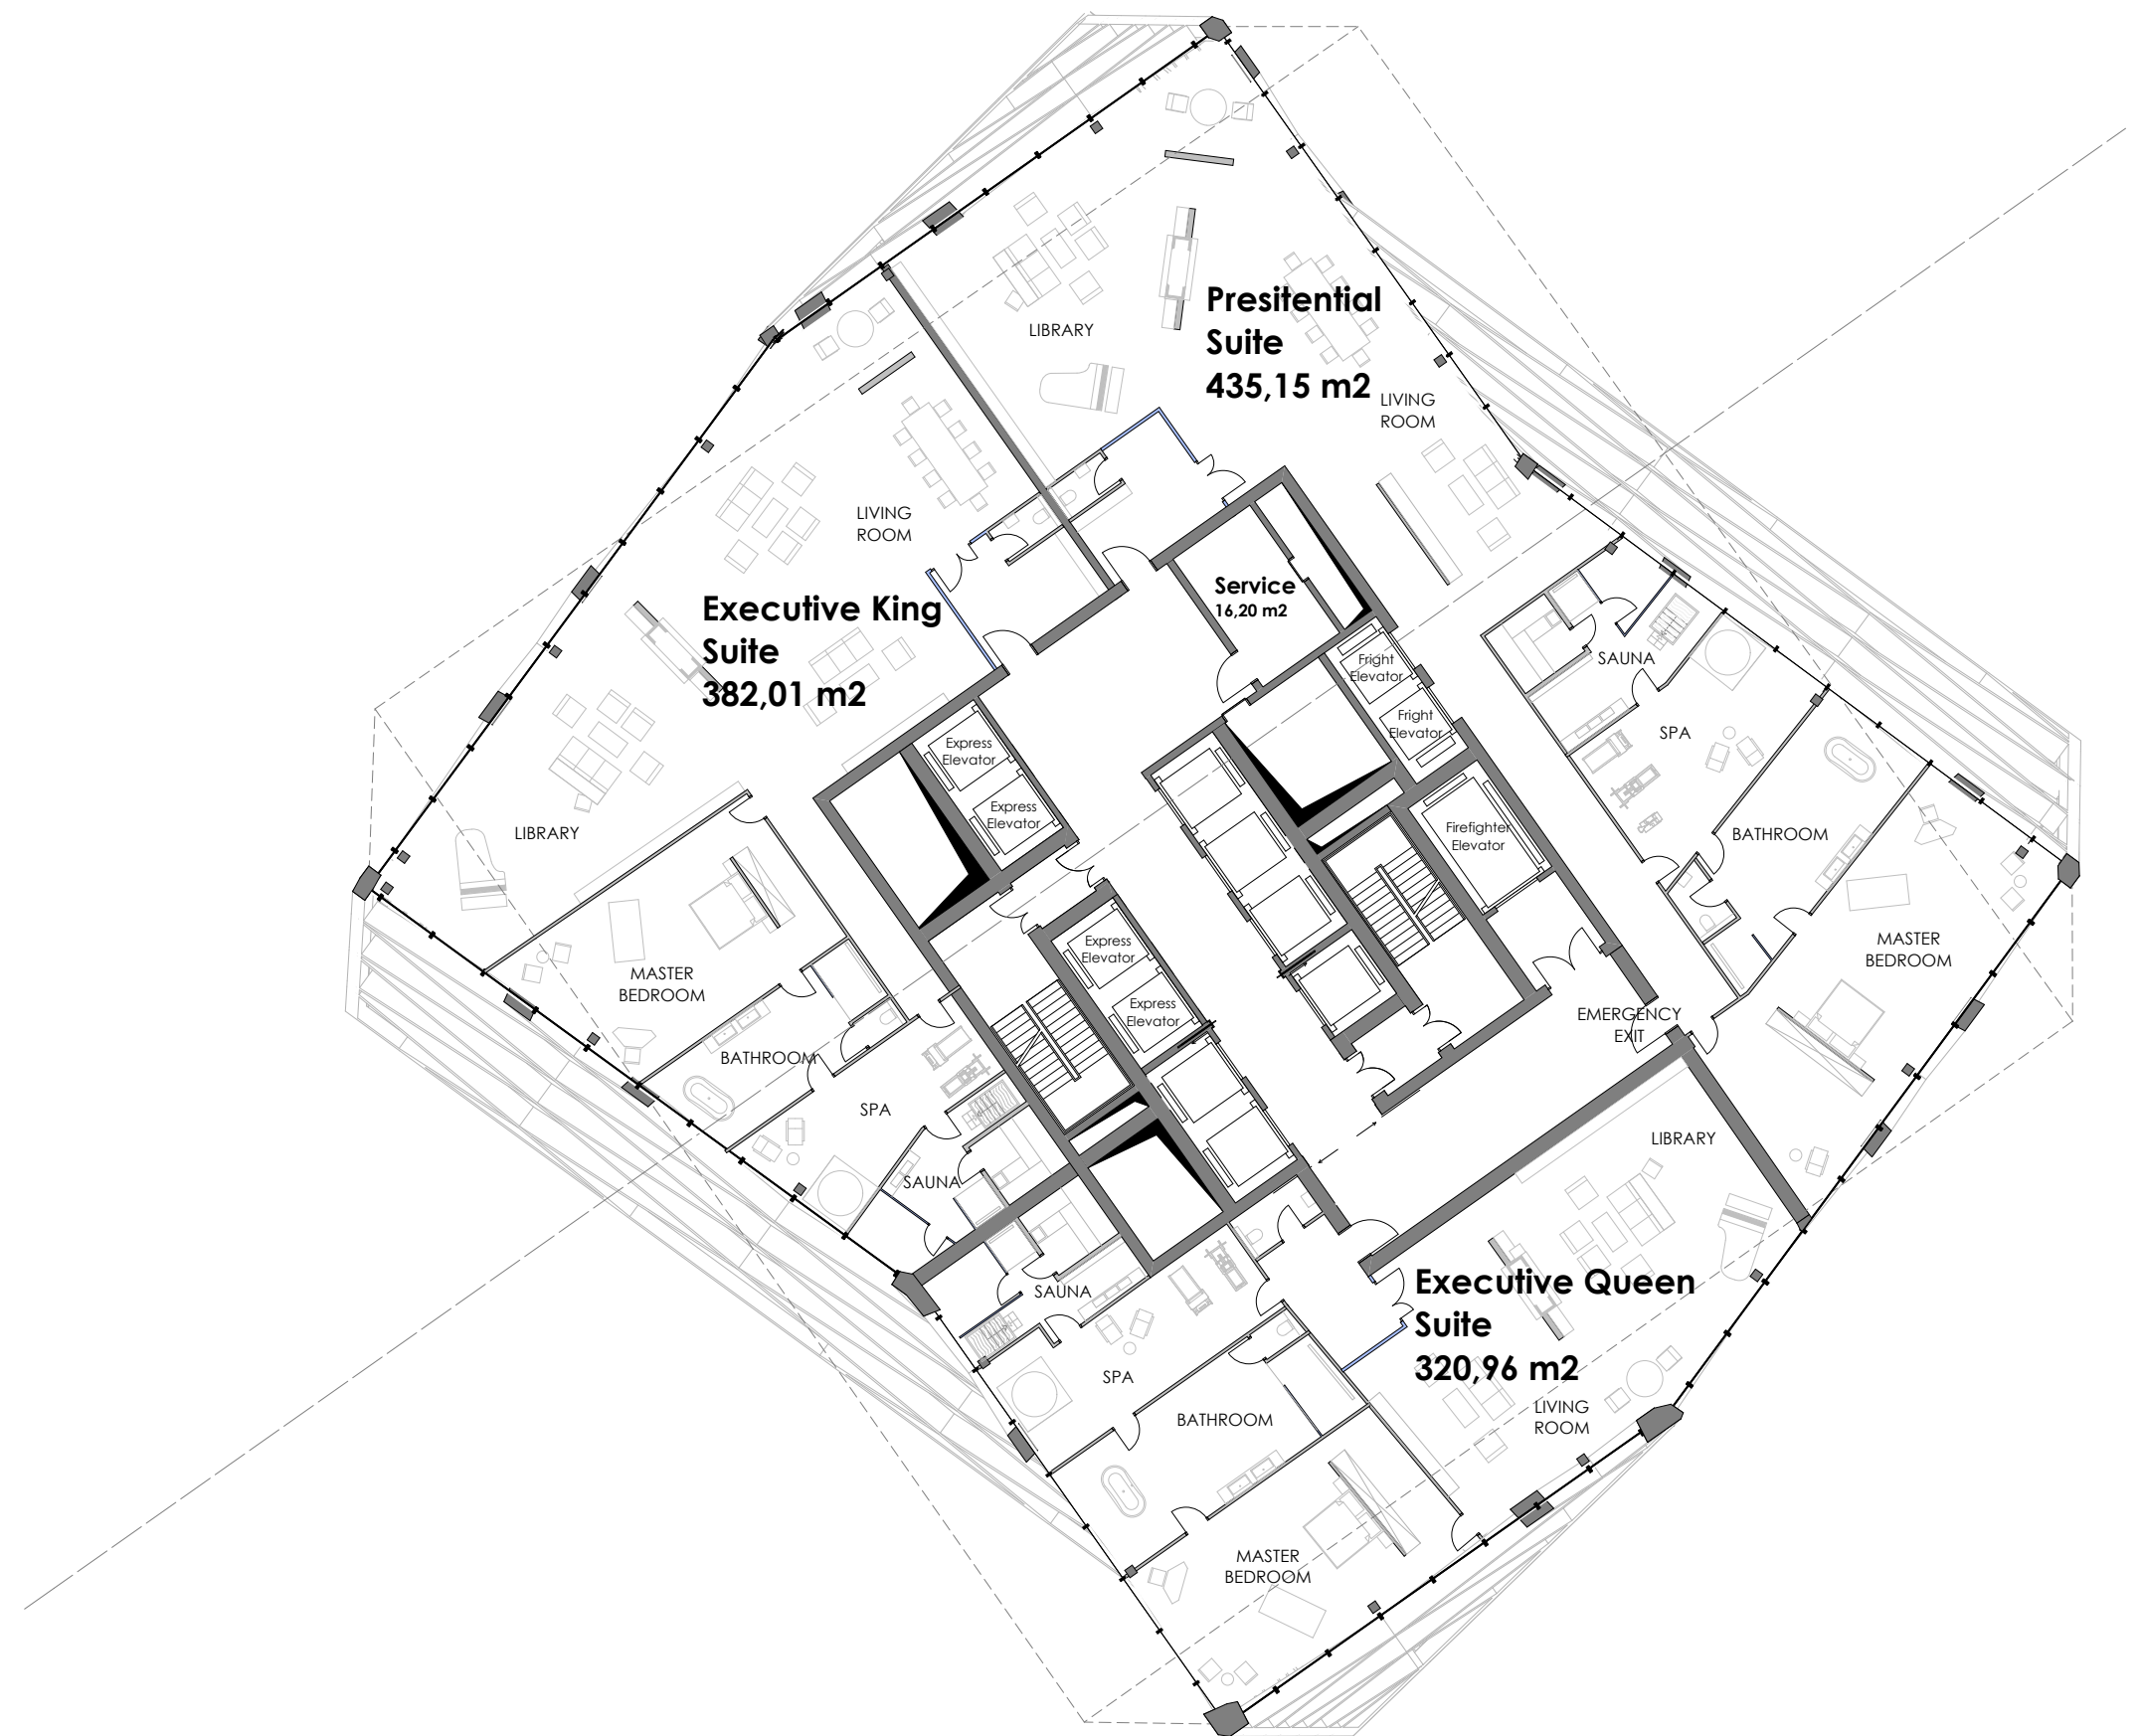 Presitential
Suite
435,15 m2
LIBRARY
LIVING
ROOM
LIVING
ROOM
Executive King
Suite
382,01 m2
Service
16,20 m2
Fright
Elevator
Fright
Elevator
SAUNA
SPA
Express
Elevator
Express
Elevator
LIBRARY
Firefighter
Elevator
BATHROOM
MASTER
BEDROOM
Express
Elevator
Express
Elevator
MASTER
BEDROOM
EMERGENCY
EXIT
BATHROOM
SPA
LIBRARY
SAUNA
SAUNA
Executive Queen
Suite
320,96 m2
SPA
BATHROOM
LIVING
ROOM
MASTER
BEDROOM